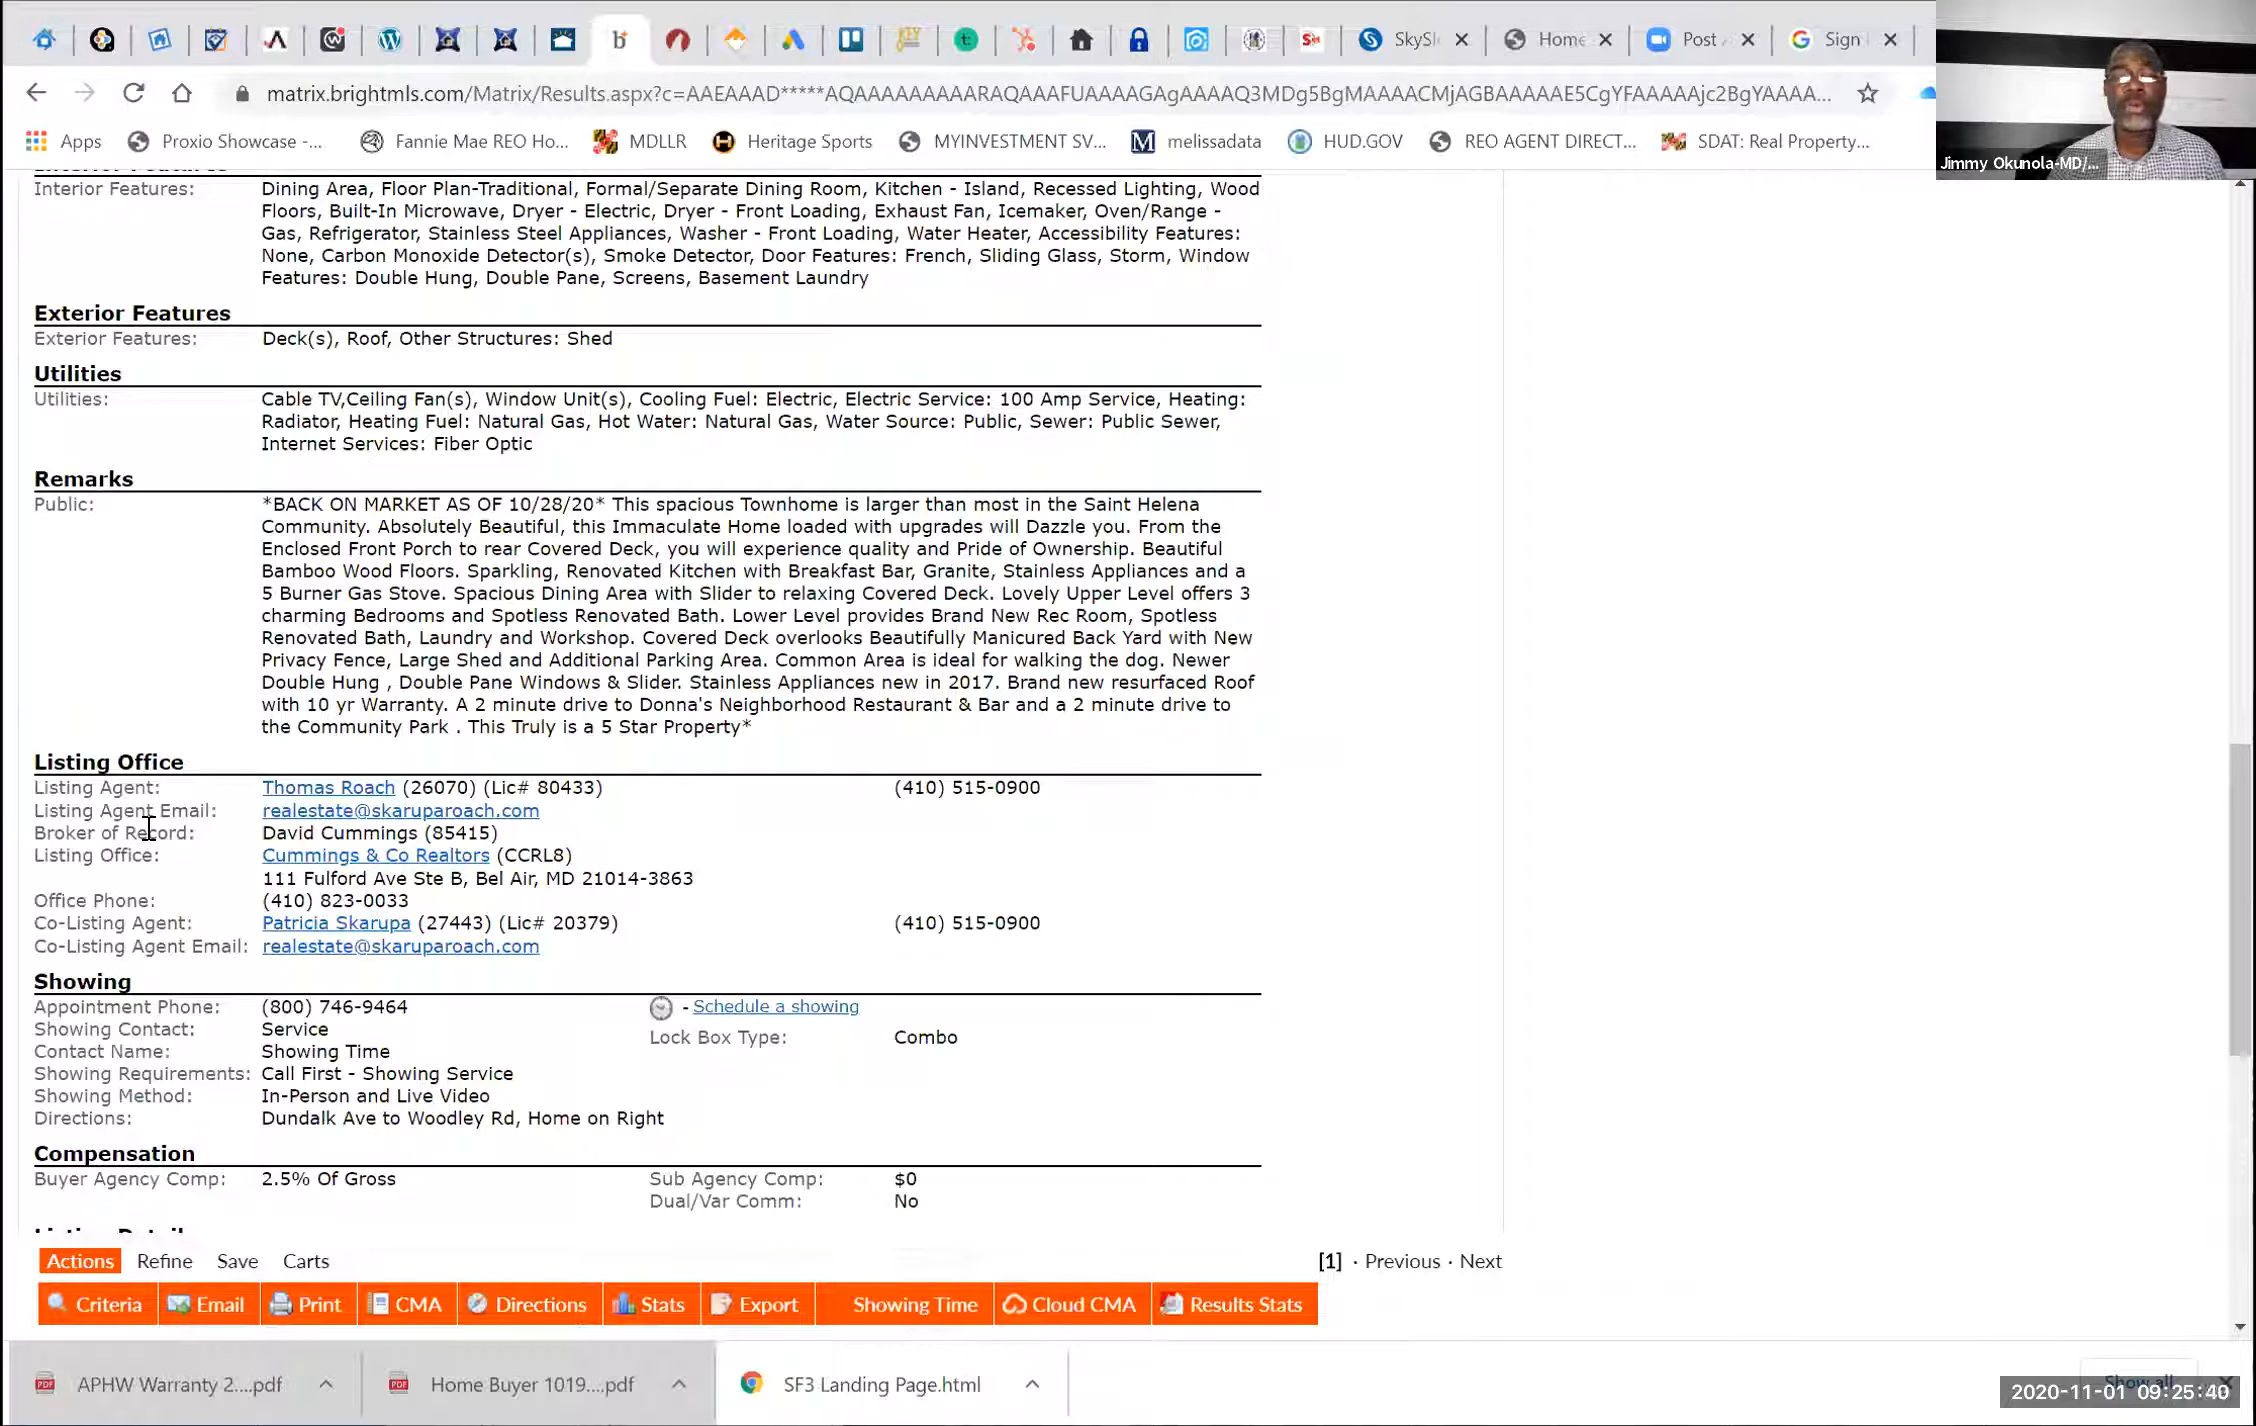 SkySl
Home
Post
Sign
matrix.brightmls.com/Matrix/Results.aspx?c=AAEAAAD*****AQAAAAAAAAARAQAAAFUAAAAGAgAAAAQ3MDg5BgMAAAACMjAGBAAAAAE5CgYFAAAAAjc2BgYAAAA...
Apps
Proxio Showcase -...
Fannie Mae REO Ho...
MDLLR
Heritage Sports
MYINVESTMENT SV...
melissadata
HUD.GOV
REO AGENT DIRECT...
SDAT: Real Property...
Jimmy Okunola-MD/...
Interior Features: Dining Area, Floor Plan-Traditional, Formal/Separate Dining Room, Kitchen - Island, Recessed Lighting, Wood
Floors, Built-In Microwave, Dryer - Electric, Dryer - Front Loading, Exhaust Fan, Icemaker, Oven/Range -
Gas, Refrigerator, Stainless Steel Appliances, Washer - Front Loading, Water Heater, Accessibility Features:
None, Carbon Monoxide Detector(s), Smoke Detector, Door Features: French, Sliding Glass, Storm, Window
Features: Double Hung, Double Pane, Screens, Basement Laundry
Exterior Features
Exterior Features: Deck(s), Roof, Other Structures: Shed
Utilities
Utilities: Cable TV,Ceiling Fan(s), Window Unit(s), Cooling Fuel: Electric, Electric Service: 100 Amp Service, Heating:
Radiator, Heating Fuel: Natural Gas, Hot Water: Natural Gas, Water Source: Public, Sewer: Public Sewer,
Internet Services: Fiber Optic
Remarks
Public: *BACK ON MARKET AS OF 10/28/20* This spacious Townhome is larger than most in the Saint Helena
Community. Absolutely Beautiful, this Immaculate Home loaded with upgrades will Dazzle you. From the
Enclosed Front Porch to rear Covered Deck, you will experience quality and Pride of Ownership. Beautiful
Bamboo Wood Floors. Sparkling, Renovated Kitchen with Breakfast Bar, Granite, Stainless Appliances and a
5 Burner Gas Stove. Spacious Dining Area with Slider to relaxing Covered Deck. Lovely Upper Level offers 3
charming Bedrooms and Spotless Renovated Bath. Lower Level provides Brand New Rec Room, Spotless
Renovated Bath, Laundry and Workshop. Covered Deck overlooks Beautifully Manicured Back Yard with New
Privacy Fence, Large Shed and Additional Parking Area. Common Area is ideal for walking the dog. Newer
Double Hung , Double Pane Windows & Slider. Stainless Appliances new in 2017. Brand new resurfaced Roof
with 10 yr Warranty. A 2 minute drive to Donna's Neighborhood Restaurant & Bar and a 2 minute drive to
the Community Park . This Truly is a 5 Star Property*
Listing Office
Listing Agent: Thomas Roach (26070) (Lic# 80433) (410) 515-0900
Listing Agent Email: realestate@skaruparoach.com
Broker of Record: David Cummings (85415)
Listing Office: Cummings & Co Realtors (CCRL8)
111 Fulford Ave Ste B, Bel Air, MD 21014-3863
Office Phone: (410) 823-0033
Co-Listing Agent: Patricia Skarupa (27443) (Lic# 20379) (410) 515-0900
Co-Listing Agent Email: realestate@skaruparoach.com
Showing
Appointment Phone: (800) 746-9464 - Schedule a showing
Showing Contact: Service
Lock Box Type: Combo
Contact Name: Showing Time
Showing Requirements: Call First - Showing Service
Showing Method: In-Person and Live Video
Directions: Dundalk Ave to Woodley Rd, Home on Right
Compensation
Buyer Agency Comp: 2.5% Of Gross Sub Agency Comp: $0
Dual/Var Comm: No
Actions Refine Save Carts [1] · Previous · Next
Criteria Email Print CMA Directions Stats Export Showing Time Cloud CMA Results Stats
APHW Warranty 2....pdf
Home Buyer 1019....pdf
SF3 Landing Page.html
Show all
2020-11-01 09:25:40